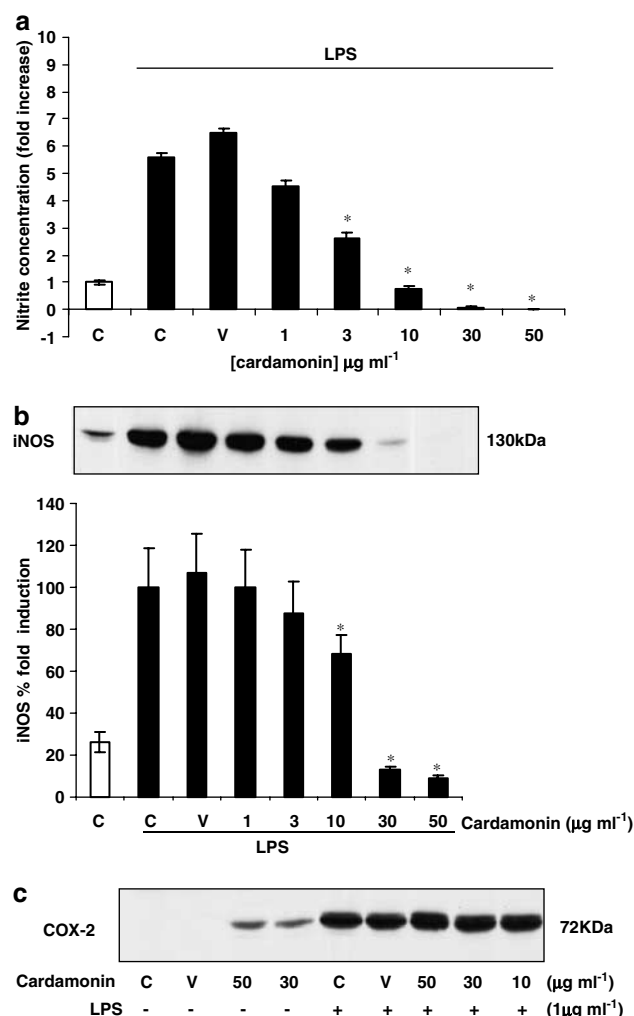 a
LPS
Nitrite concentration (fold increase)
10
9
8
7
6
5
4
3
2
1
0
-1
*
*
*
*
C C V 1 3 10 30 50
[cardamonin] µg ml-1
b
iNOS
130kDa
iNOS % fold induction
140
120
100
80
60
40
20
0
*
*
*
C C V 1 3 10 30 50 Cardamonin (µg ml-1)
LPS
c
COX-2
72KDa
Cardamonin C V 50 30 C V 50 30 10 (µg ml-1)
LPS - - - - + + + + + (1µg ml-1)